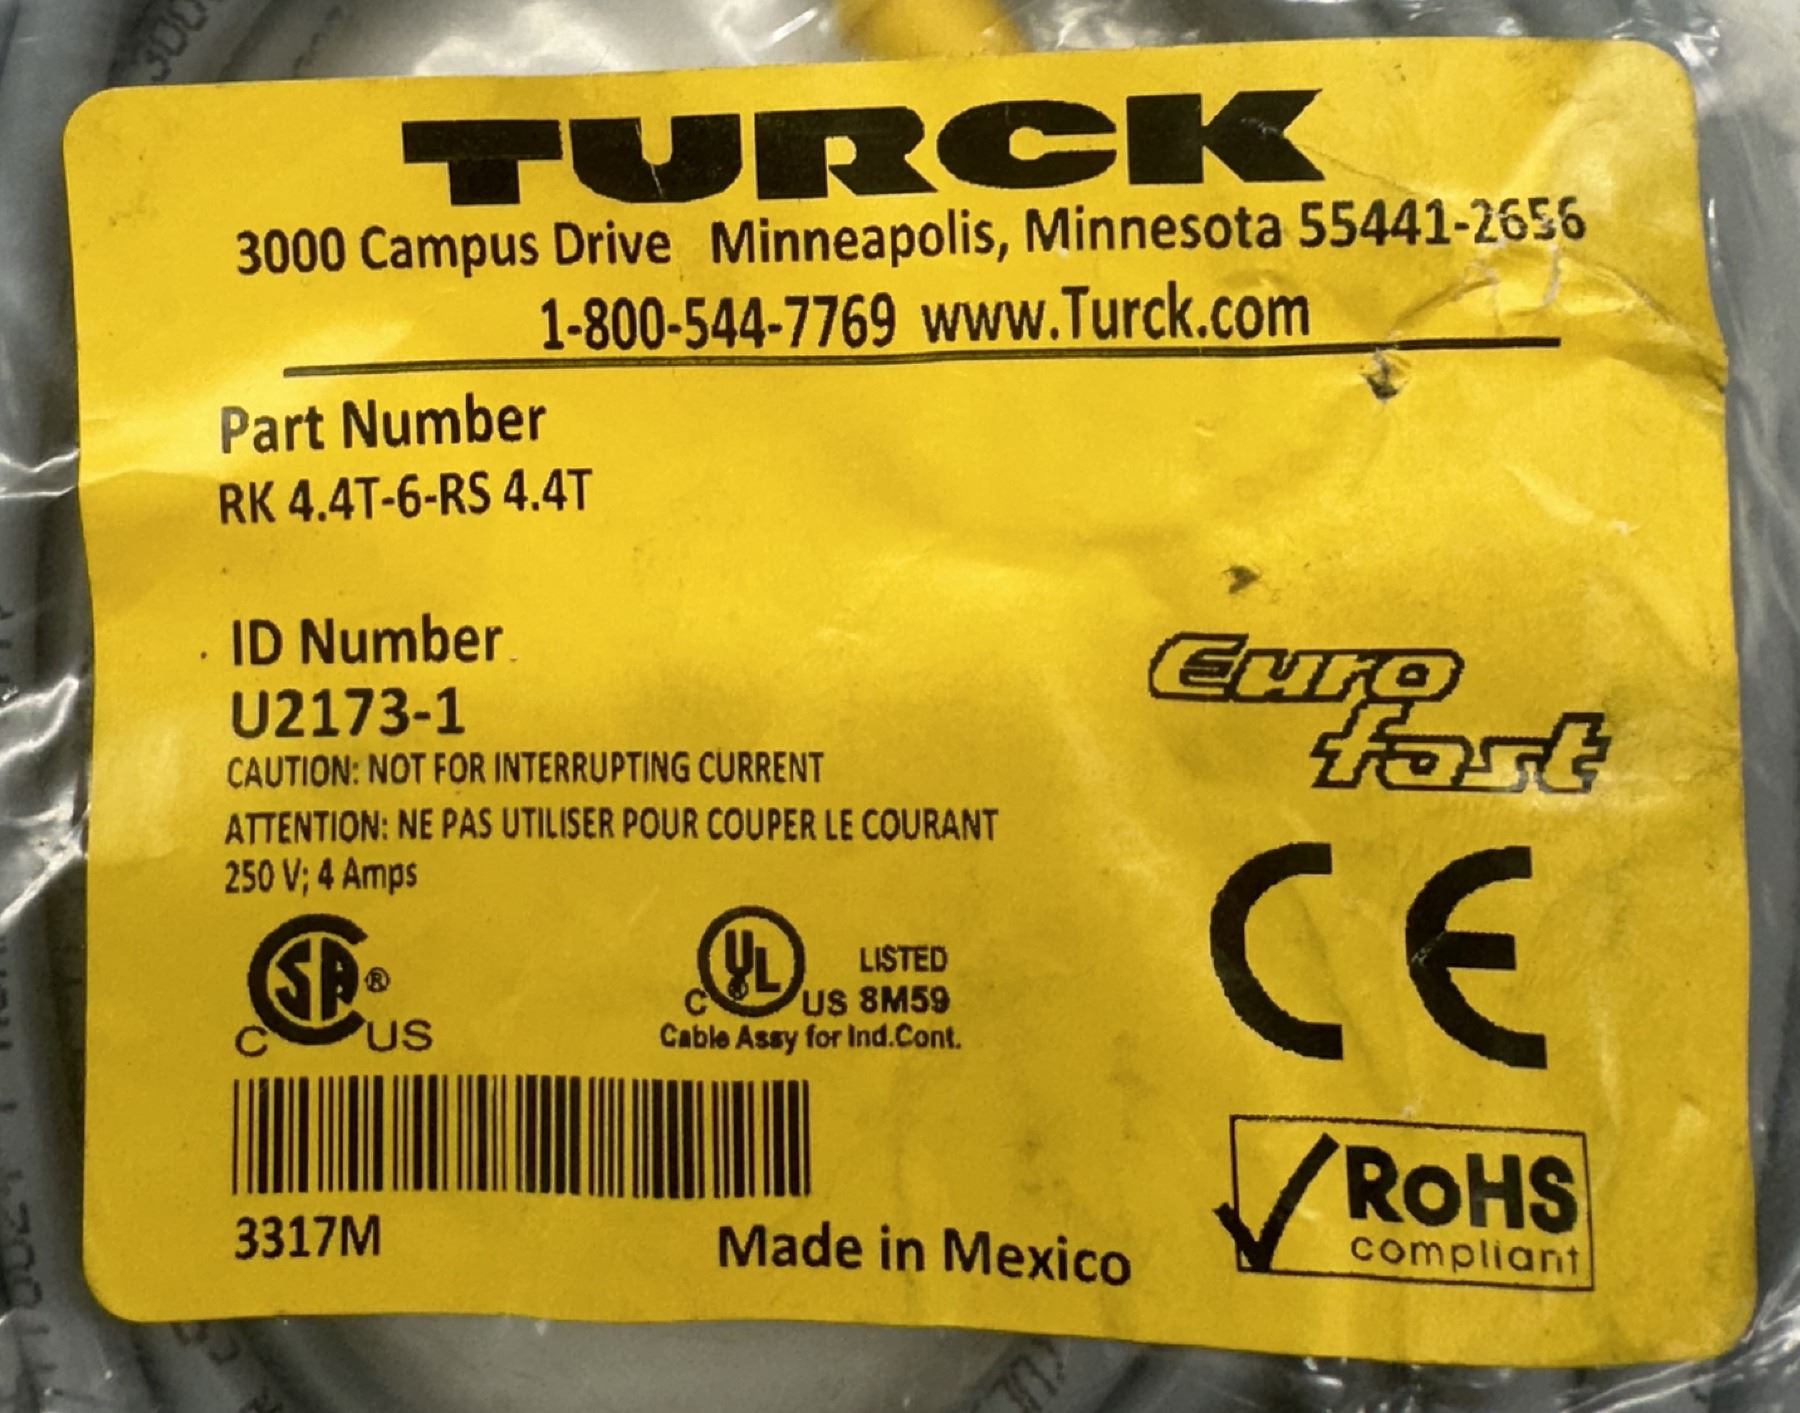 TURCK
3000 Campus Drive Minneapolis, Minnesota 55441-2656
1-800-544-7769 www.Turck.com
Part Number
RK 4.4T-6-RS 4.4T
ID Number
U2173-1
CAUTION: NOT FOR INTERRUPTING CURRENT
ATTENTION: NE PAS UTILISER POUR COUPER LE COURANT
250 V; 4 Amps
Euro
fast
C SA ® US
C UL ® US LISTED
8M59
Cable Assy for Ind.Cont.
CE
3317M
Made in Mexico
RoHS
compliant